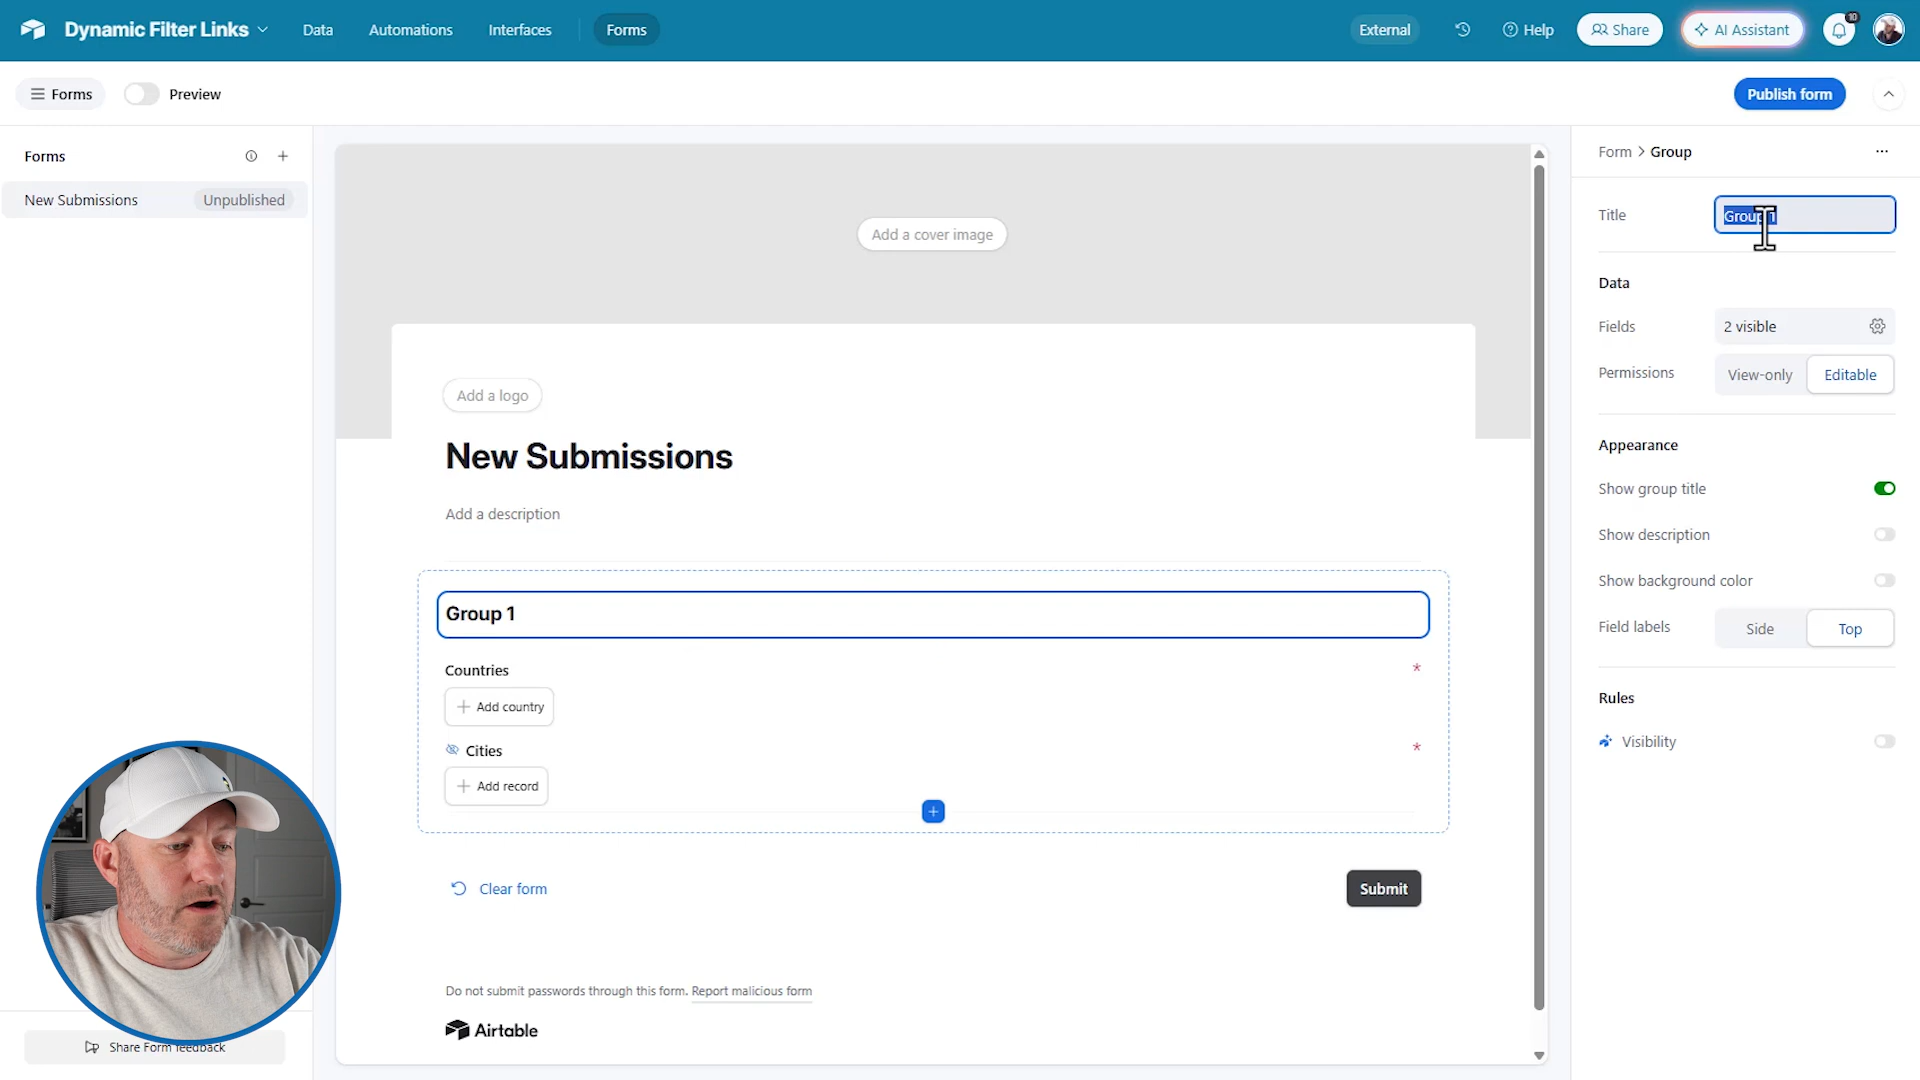 Dynamic Filter Links
Data
Automations
Interfaces
Forms
External
Help
Share
AI Assistant
10
Forms
Preview
Publish form
Forms
New Submissions
Unpublished
Share Form feedback
Add a cover image
Add a logo
New Submissions
Add a description
Group 1
Countries
*
Add country
Cities
*
Add record
Clear form
Submit
Do not submit passwords through this form. Report malicious form
Airtable
Form > Group
Title
Group 1
Data
Fields
2 visible
Permissions
View-only
Editable
Appearance
Show group title
Show description
Show background color
Field labels
Side
Top
Rules
Visibility